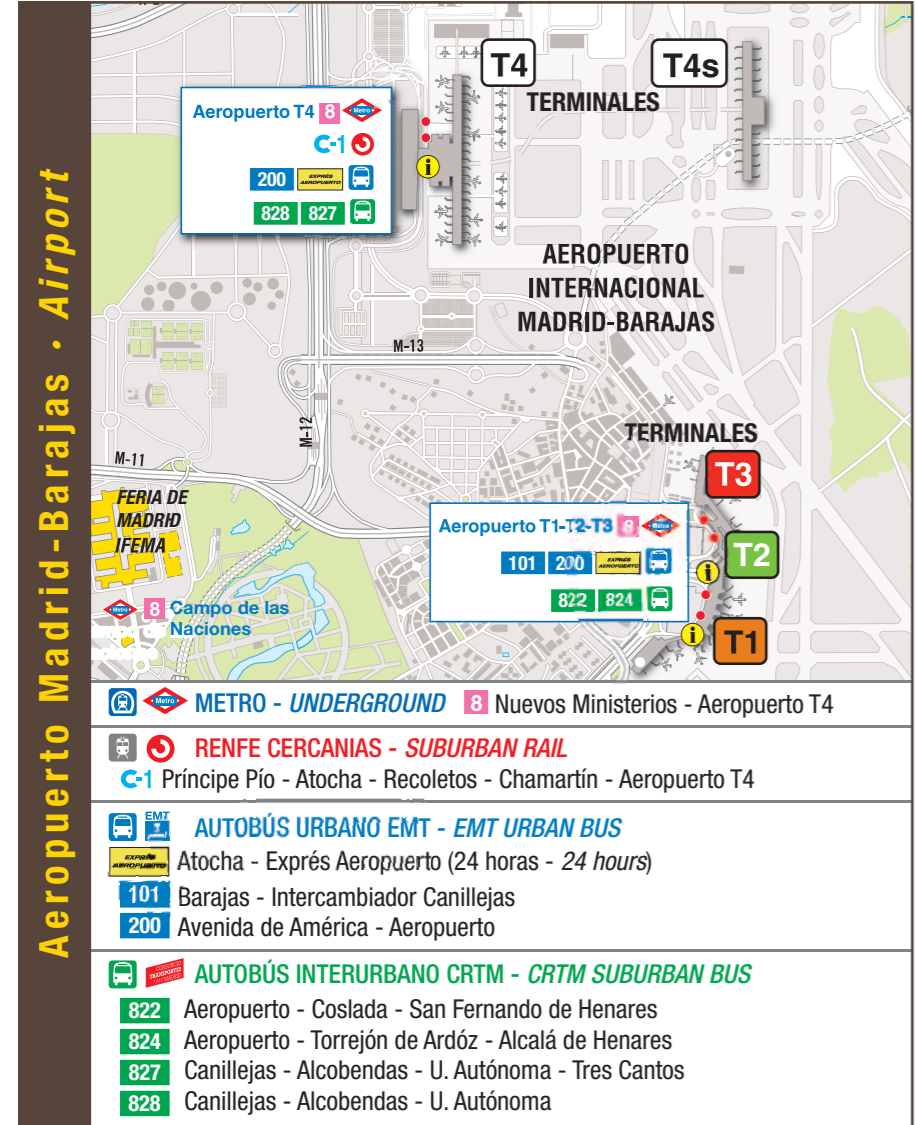 Aeropuerto Madrid-Barajas • Airport
T4
T4s
TERMINALES
Aeropuerto T4 8 Metro
C-1
200 EXPRÉS AEROPUERTO
828 827
i
AEROPUERTO
INTERNACIONAL
MADRID-BARAJAS
M-13
M-12
M-11
TERMINALES
T3
FERIA DE
MADRID
IFEMA
Aeropuerto T1-T2-T3 8 Metro
101 200 EXPRÉS AEROPUERTO
822 824
T2
i
i
T1
Metro 8 Campo de las
Naciones
Metro METRO - UNDERGROUND 8 Nuevos Ministerios - Aeropuerto T4
RENFE CERCANIAS - SUBURBAN RAIL
C-1 Príncipe Pío - Atocha - Recoletos - Chamartín - Aeropuerto T4
EMT AUTOBÚS URBANO EMT - EMT URBAN BUS
EXPRÉS AEROPUERTO Atocha - Exprés Aeropuerto (24 horas - 24 hours)
101 Barajas - Intercambiador Canillejas
200 Avenida de América - Aeropuerto
AUTOBÚS INTERURBANO CRTM - CRTM SUBURBAN BUS
822 Aeropuerto - Coslada - San Fernando de Henares
824 Aeropuerto - Torrejón de Ardóz - Alcalá de Henares
827 Canillejas - Alcobendas - U. Autónoma - Tres Cantos
828 Canillejas - Alcobendas - U. Autónoma